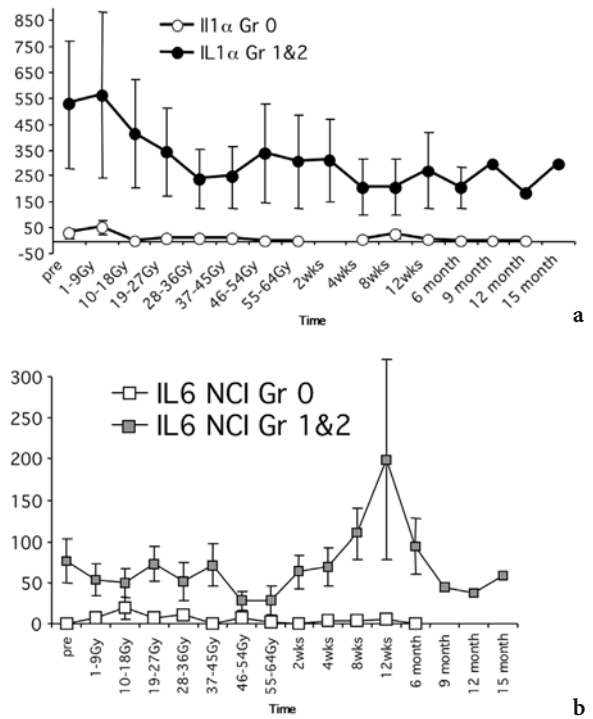 850
750
650
550
450
350
250
150
50
-50
Il1α Gr 0
IL1α Gr 1&2
pre
1-9Gy
10-18Gy
19-27Gy
28-36Gy
37-45Gy
46-54Gy
55-64Gy
2wks
4wks
8wks
12wks
6 month
9 month
12 month
15 month
Time
a
300
250
200
150
100
50
0
IL6 NCI Gr 0
IL6 NCI Gr 1&2
pre
1-9Gy
10-18Gy
19-27Gy
28-36Gy
37-45Gy
46-54Gy
55-64Gy
2wks
4wks
8wks
12wks
6 month
9 month
12 month
15 month
Time
b